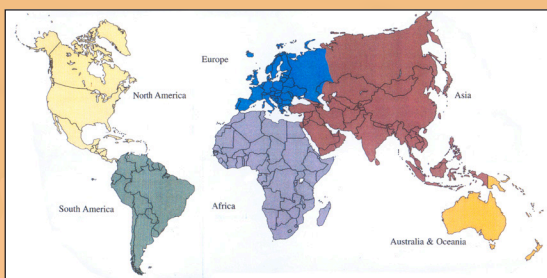 Europe
North America
Asia
South America
Africa
Australia & Oceania